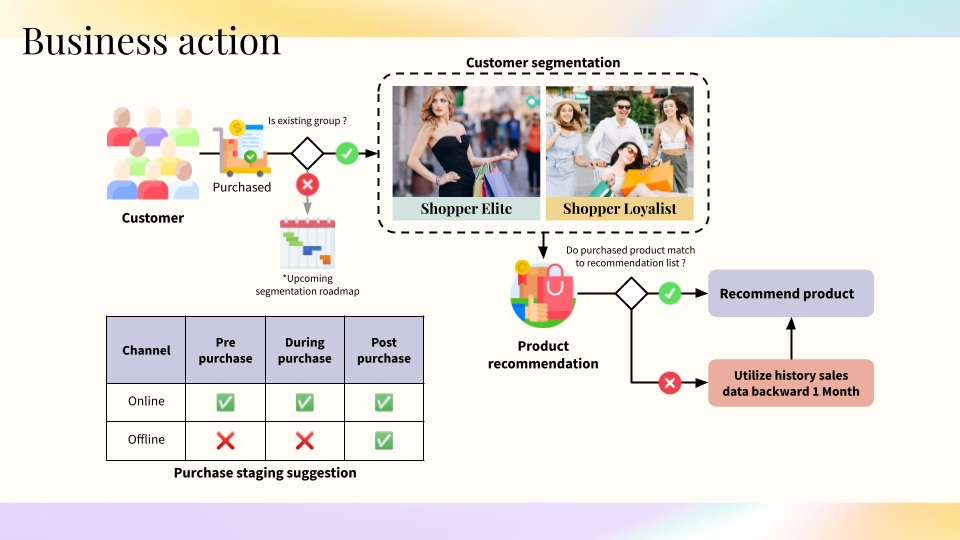 Business action
Customer segmentation
Is existing group ?
Purchased
Customer
Shopper Elite
Shopper Loyalist
*Upcoming
segmentation roadmap
Do purchased product match
to recommendation list ?
Recommend product
Product
recommendation
Utilize history sales
data backward 1 Month
Channel
Pre
purchase
During
purchase
Post
purchase
Online
Offline
Purchase staging suggestion